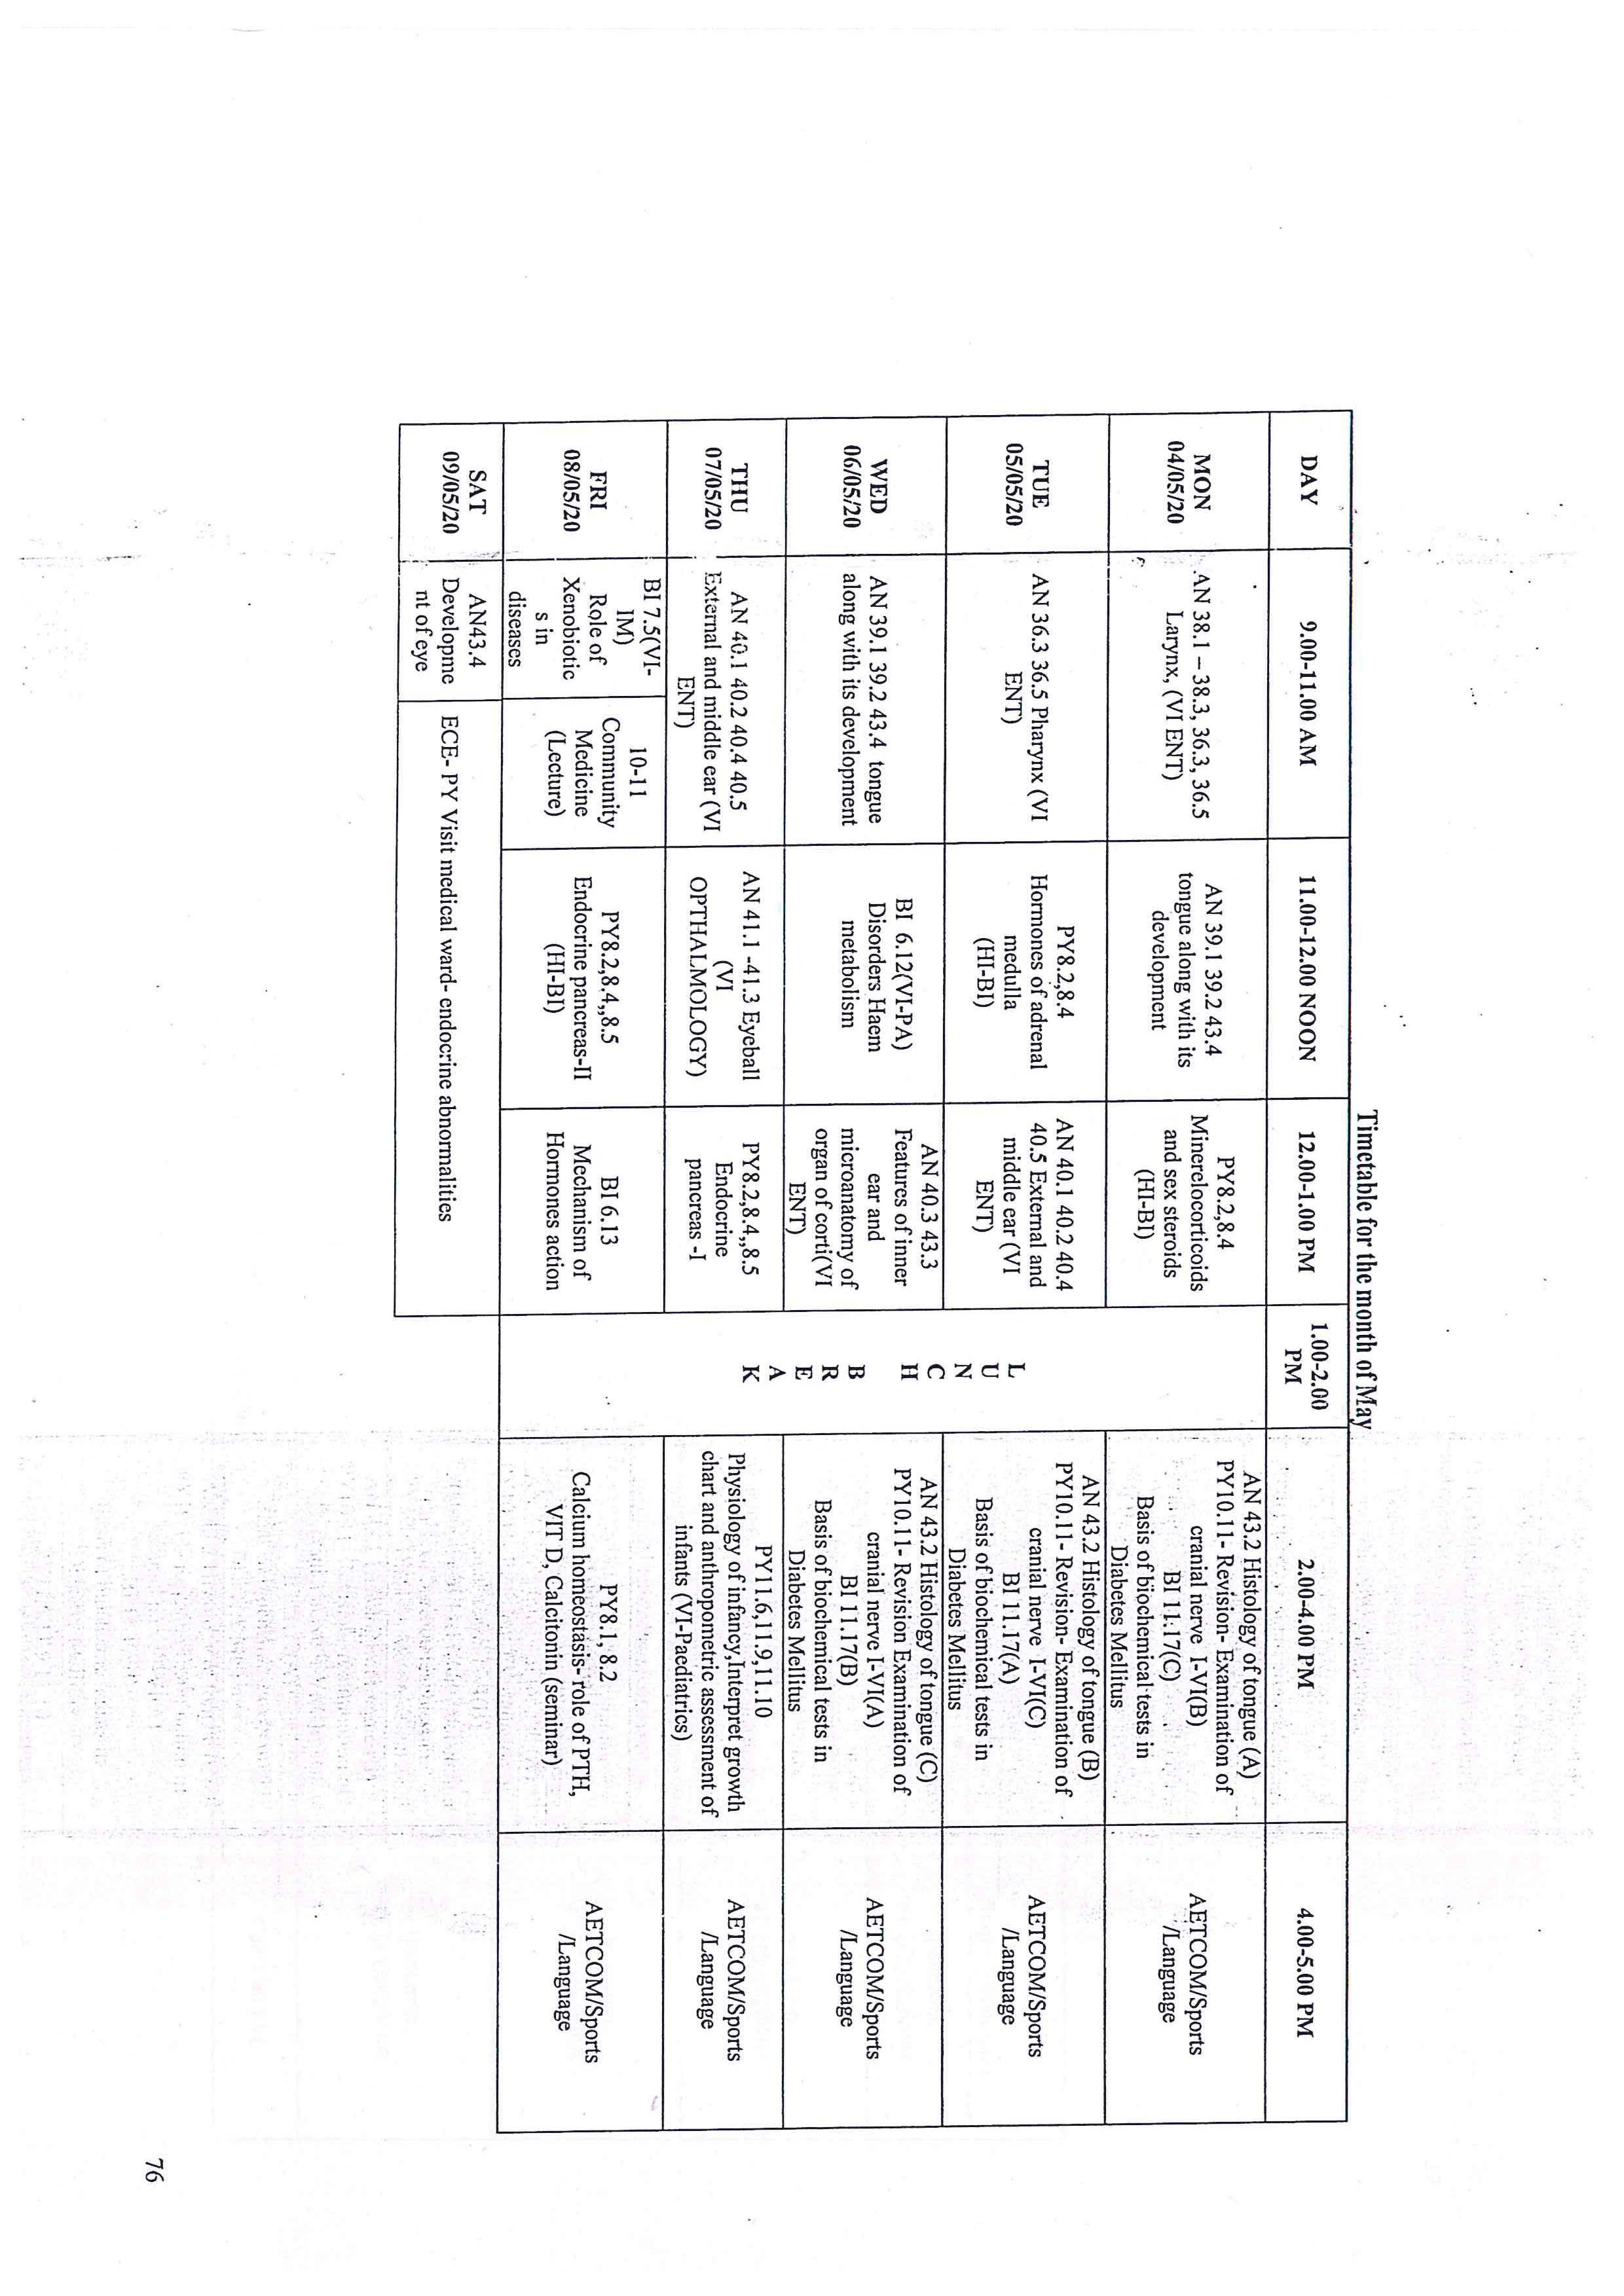 Timetable for the month of May
DAY
9.00-11.00 AM
11.00-12.00 NOON
12.00-1.00 PM
1.00-2.00
PM
2.00-4.00 PM
4.00-5.00 PM
MON
04/05/20
AN 38.1 – 38.3, 36.3, 36.5
Larynx, (VI ENT)
AN 39.1 39.2 43.4
tongue along with its
development
PY8.2,8.4
Minerelocorticoids
and sex steroids
(HI-BI)
L
U
N
C
H
B
R
E
A
K
AN 43.2 Histology of tongue (A)
PY10.11- Revision- Examination of
cranial nerve I-VI(B)
BI 11.17(C)
Basis of biochemical tests in
Diabetes Mellitus
AETCOM/Sports
/Language
TUE
05/05/20
AN 36.3 36.5 Pharynx (VI
ENT)
PY8.2,8.4
Hormones of adrenal
medulla
(HI-BI)
AN 40.1 40.2 40.4
40.5 External and
middle ear (VI
ENT)
AN 43.2 Histology of tongue (B)
PY10.11- Revision- Examination of
cranial nerve I-VI(C)
BI 11.17(A)
Basis of biochemical tests in
Diabetes Mellitus
AETCOM/Sports
/Language
WED
06/05/20
AN 39.1 39.2 43.4 tongue
along with its development
BI 6.12(VI-PA)
Disorders Haem
metabolism
AN 40.3 43.3
Features of inner
ear and
microanatomy of
organ of corti(VI
ENT)
AN 43.2 Histology of tongue (C)
PY10.11- Revision Examination of
cranial nerve I-VI(A)
BI 11.17(B)
Basis of biochemical tests in
Diabetes Mellitus
AETCOM/Sports
/Language
THU
07/05/20
AN 40.1 40.2 40.4 40.5
External and middle ear (VI
ENT)
AN 41.1 -41.3 Eyeball
(VI
OPTHALMOLOGY)
PY8.2,8.4,,8.5
Endocrine
pancreas -I
PY11.6,11.9,11.10
Physiology of infancy,Interpret growth
chart and anthropometric assessment of
infants (VI-Paediatrics)
AETCOM/Sports
/Language
FRI
08/05/20
BI 7.5(VI-
IM)
Role of
Xenobiotic
s in
diseases
10-11
Community
Medicine
(Lecture)
PY8.2,8.4,,8.5
Endocrine pancreas-II
(HI-BI)
BI 6.13
Mechanism of
Hormones action
PY8.1, 8.2
Calcium homeostasis- role of PTH,
VIT D, Calcitonin (seminar)
AETCOM/Sports
/Language
SAT
09/05/20
AN43.4
Developme
nt of eye
ECE- PY Visit medical ward- endocrine abnormalities
76